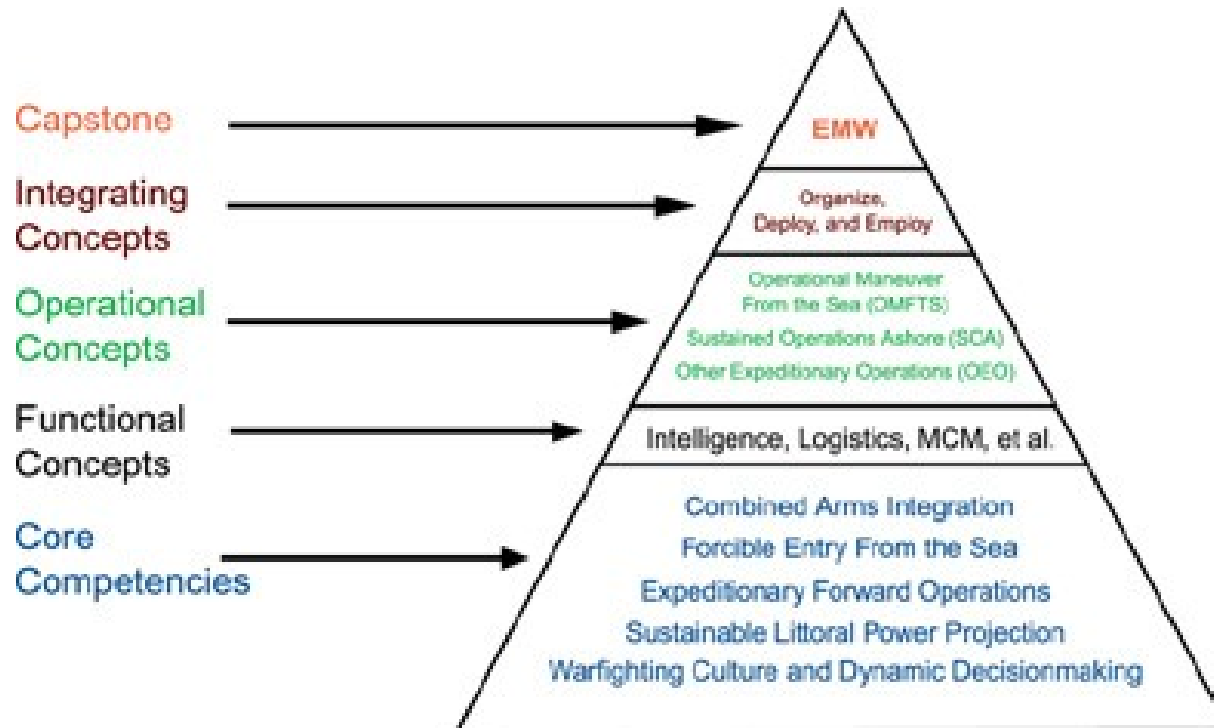 Capstone
EMW
Integrating
Concepts
Organize,
Deploy, and Employ
Operational
Concepts
Operational Maneuver
From the Sea (OMFTS)
Sustained Operations Ashore (SOA)
Other Expeditionary Operations (OEO)
Functional
Concepts
Intelligence, Logistics, MCM, et al.
Core
Competencies
Combined Arms Integration
Forcible Entry From the Sea
Expeditionary Forward Operations
Sustainable Littoral Power Projection
Warfighting Culture and Dynamic Decisionmaking